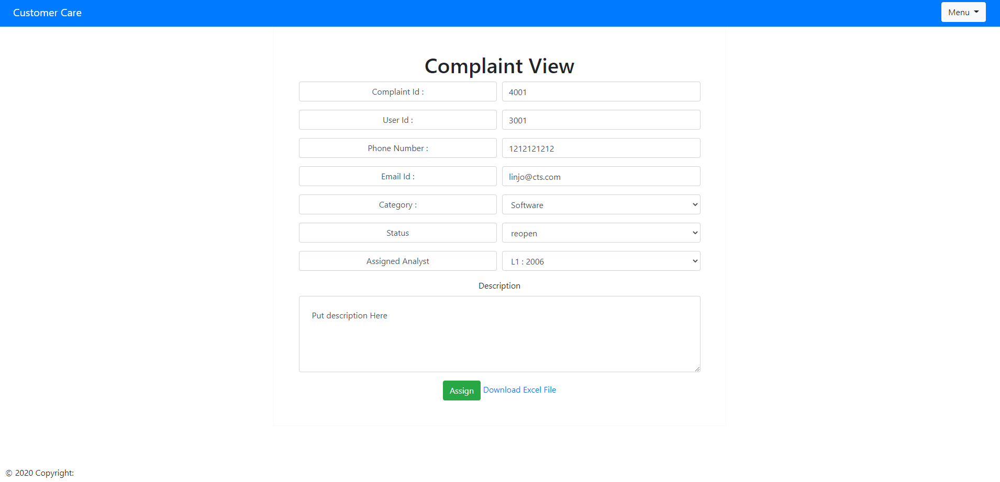 Customer Care
Menu
Complaint View
Complaint Id :
4001
User Id :
3001
Phone Number :
1212121212
Email Id :
linjo@cts.com
Category :
Software
Status
reopen
Assigned Analyst
L1 : 2006
Description
Put description Here
Assign Download Excel File
© 2020 Copyright: